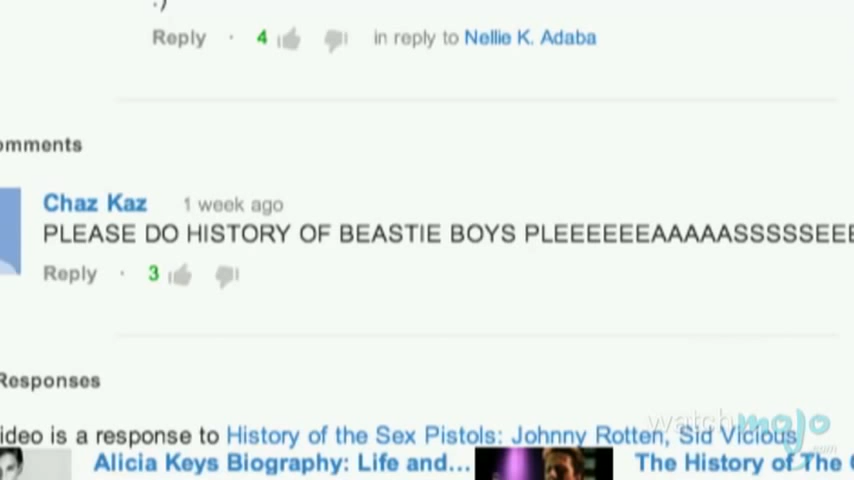 :)
Reply · 4 in reply to Nellie K. Adaba
omments
Chaz Kaz 1 week ago
PLEASE DO HISTORY OF BEASTIE BOYS PLEEEEEEAAAAASSSSSEEE
Reply · 3
Responses
ideo is a response to History of the Sex Pistols: Johnny Rotten, Sid Vicious
watchmojo
.com
Alicia Keys Biography: Life and... The History of The